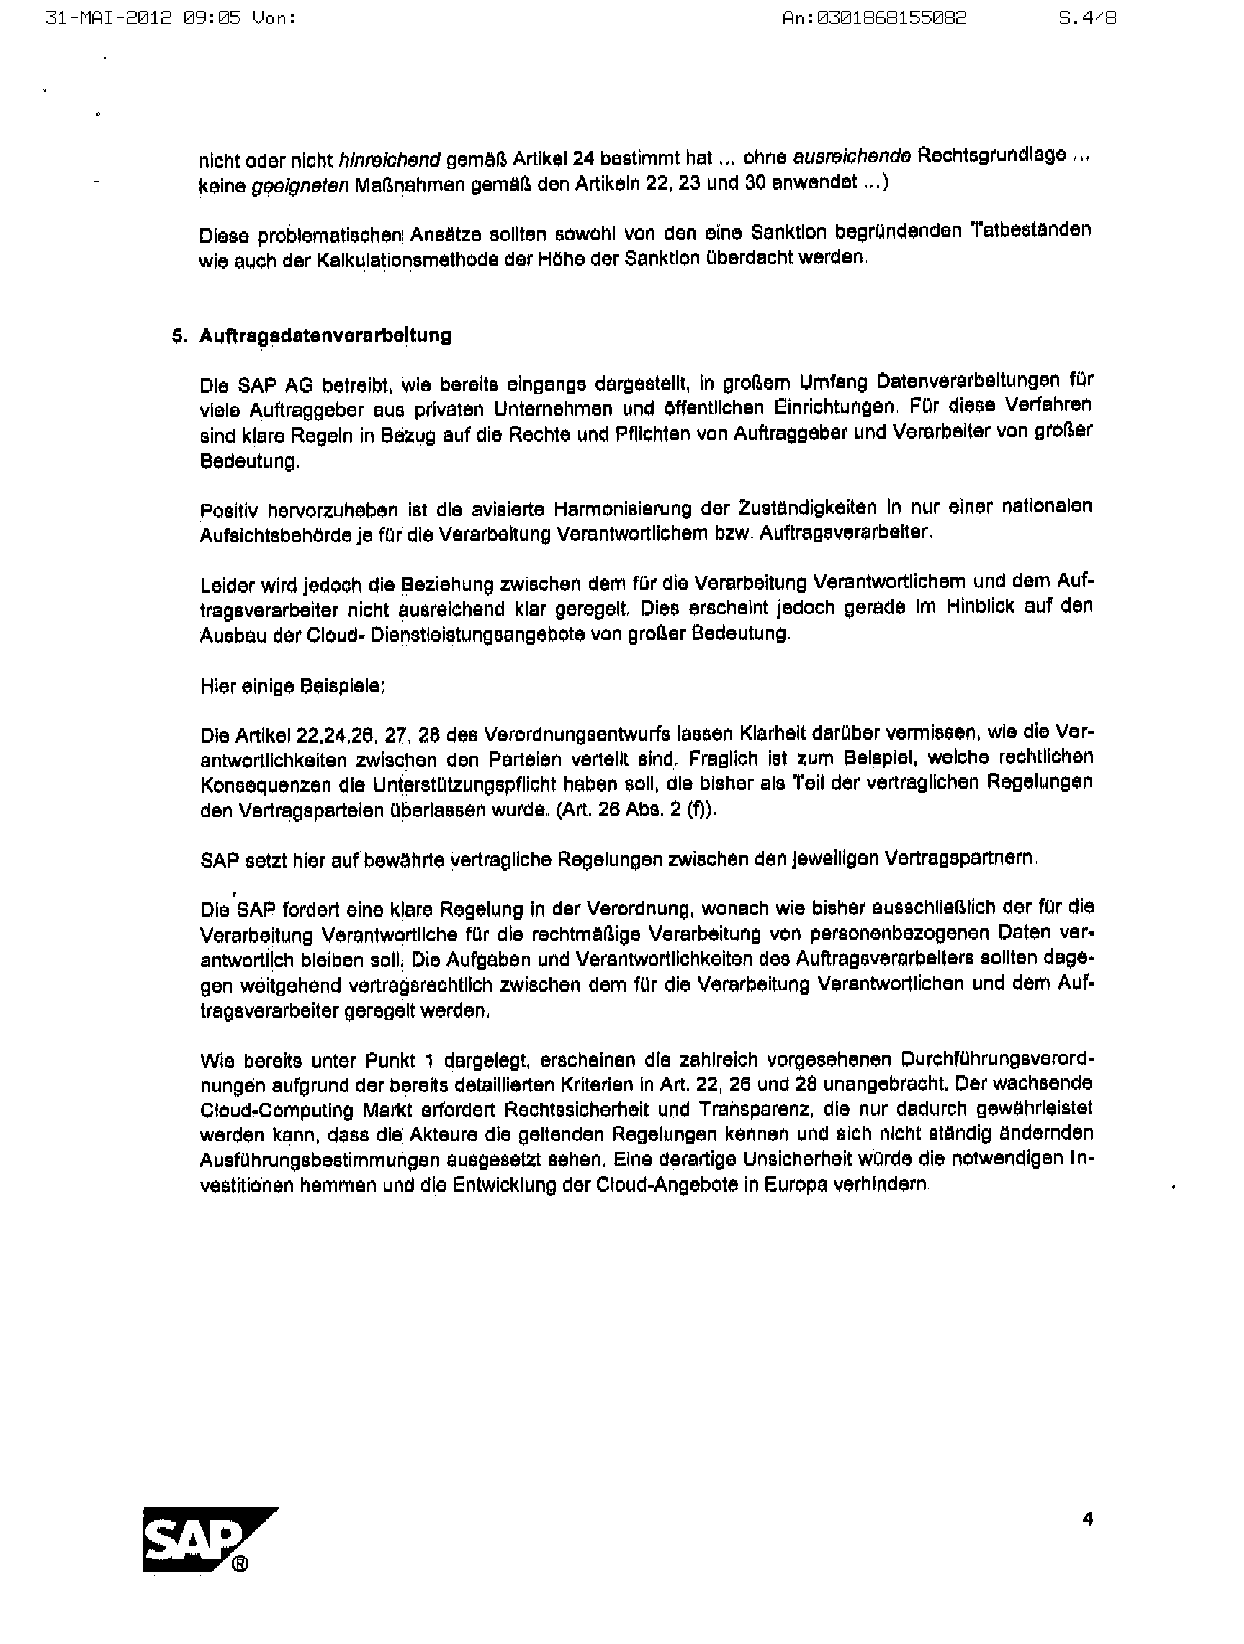 31-MAI-2012 09:05 Von: An:0301868155082 S.4/8
nicht oder nicht hinreichend gemäß Artikel 24 bestimmt hat ... ohne ausreichende Rechtsgrundlage ...
keine geeigneten Maßnahmen gemäß den Artikeln 22, 23 und 30 anwendet ...)
Diese problematischen Ansätze sollten sowohl von den eine Sanktion begründenden Tatbeständen
wie auch der Kalkulationsmethode der Höhe der Sanktion überdacht werden.
5. Auftragsdatenverarbeitung
Die SAP AG betreibt, wie bereits eingangs dargestellt, in großem Umfang Datenverarbeitungen für
viele Auftraggeber aus privaten Unternehmen und öffentlichen Einrichtungen. Für diese Verfahren
sind klare Regeln in Bezug auf die Rechte und Pflichten von Auftraggeber und Verarbeiter von großer
Bedeutung.
Positiv hervorzuheben ist die avisierte Harmonisierung der Zuständigkeiten in nur einer nationalen
Aufsichtsbehörde je für die Verarbeitung Verantwortlichem bzw. Auftragsverarbeiter.
Leider wird jedoch die Beziehung zwischen dem für die Verarbeitung Verantwortlichem und dem Auf-
tragsverarbeiter nicht ausreichend klar geregelt. Dies erscheint jedoch gerade im Hinblick auf den
Ausbau der Cloud- Dienstleistungsangebote von großer Bedeutung.
Hier einige Beispiele:
Die Artikel 22,24,26, 27, 28 des Verordnungsentwurfs lassen Klarheit darüber vermissen, wie die Ver-
antwortlichkeiten zwischen den Parteien verteilt sind. Fraglich ist zum Beispiel, welche rechtlichen
Konsequenzen die Unterstützungspflicht haben soll, die bisher als Teil der vertraglichen Regelungen
den Vertragsparteien überlassen wurde. (Art. 26 Abs. 2 (f)).
SAP setzt hier auf bewährte vertragliche Regelungen zwischen den jeweiligen Vertragspartnern.
Die SAP fordert eine klare Regelung in der Verordnung, wonach wie bisher ausschließlich der für die
Verarbeitung Verantwortliche für die rechtmäßige Verarbeitung von personenbezogenen Daten ver-
antwortlich bleiben soll. Die Aufgaben und Verantwortlichkeiten des Auftragsverarbeiters sollten dage-
gen weitgehend vertragsrechtlich zwischen dem für die Verarbeitung Verantwortlichen und dem Auf-
tragsverarbeiter geregelt werden.
Wie bereits unter Punkt 1 dargelegt, erscheinen die zahlreich vorgesehenen Durchführungsverord-
nungen aufgrund der bereits detaillierten Kriterien in Art. 22, 26 und 28 unangebracht. Der wachsende
Cloud-Computing Markt erfordert Rechtssicherheit und Transparenz, die nur dadurch gewährleistet
werden kann, dass die Akteure die geltenden Regelungen kennen und sich nicht ständig ändernden
Ausführungsbestimmungen ausgesetzt sehen. Eine derartige Unsicherheit würde die notwendigen In-
vestitionen hemmen und die Entwicklung der Cloud-Angebote in Europa verhindern.
SAP ®
4